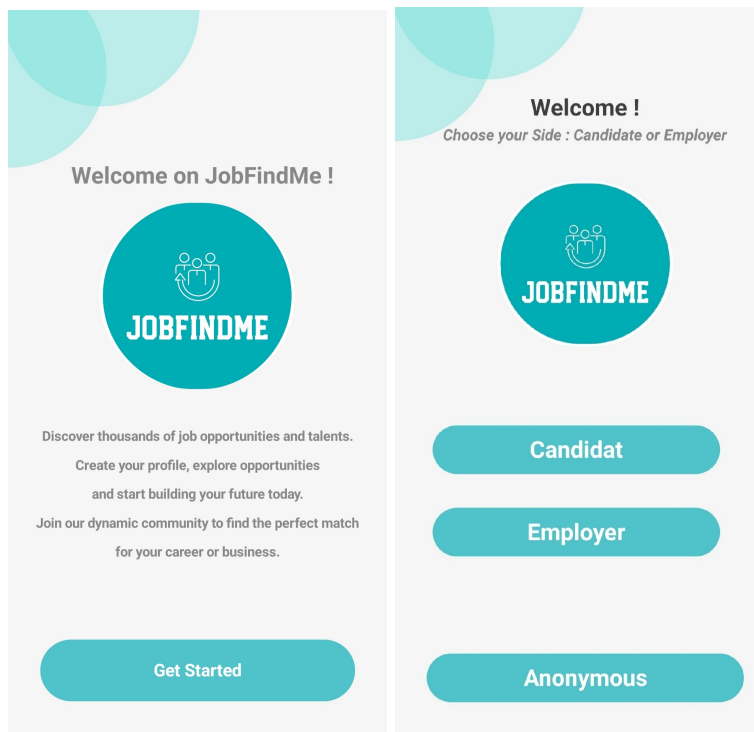 Welcome on JobFindMe !
JOBFINDME
Discover thousands of job opportunities and talents.
Create your profile, explore opportunities
and start building your future today.
Join our dynamic community to find the perfect match
for your career or business.
Get Started
Welcome !
Choose your Side : Candidate or Employer
JOBFINDME
Candidat
Employer
Anonymous